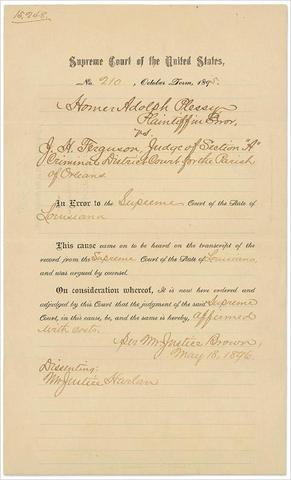 15,248.
Supreme Court of the United States,
No. 210, October Term, 1895.
Homer Adolph Plessy,
Plaintiff in Error,
vs.
J. H. Ferguson, Judge of Section "A"
Criminal District Court for the Parish
of Orleans
In Error to the Supreme Court of the State of
Louisiana
This cause came on to be heard on the transcript of the
record from the Supreme Court of the State of Louisiana,
and was argued by counsel.
On consideration whereof, It is now here ordered and
adjudged by this Court that the judgment of the said Supreme
Court, in this cause, be, and the same is hereby, affirmed
with costs.
Per Mr. Justice Brown,
May 18, 1896.
Dissenting:
Mr. Justice Harlan